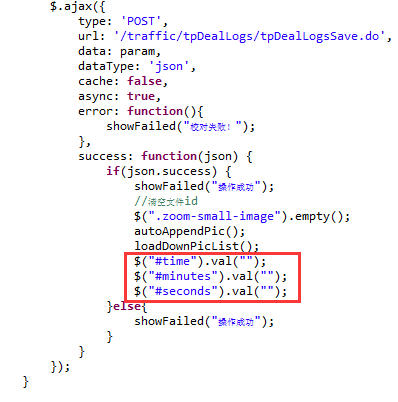 $.ajax({
type: 'POST',
url: '/traffic/tpDealLogs/tpDealLogsSave.do',
data: param,
dataType: 'json',
cache: false,
async: true,
error: function(){
showFailed("校对失败！");
},
success: function(json) {
if(json.success) {
showFailed("操作成功");
//清空文件id
$(".zoom-small-image").empty();
autoAppendPic();
loadDownPicList();
$("#time").val("");
$("#minutes").val("");
$("#seconds").val("");
}else{
showFailed("操作成功");
}
}
});
}